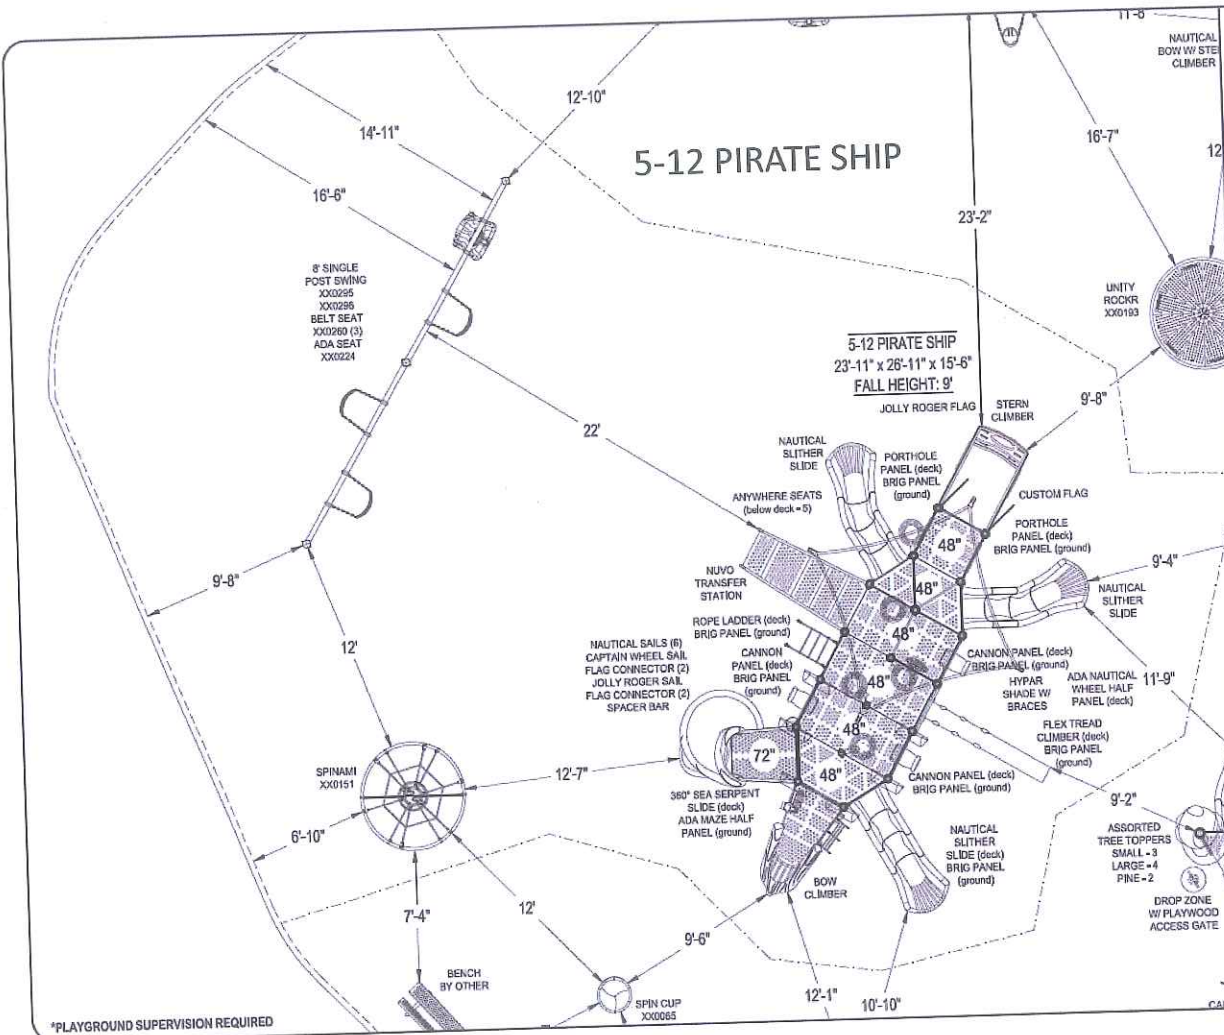 11'-8"
NAUTICAL
BOW W/ STE
CLIMBER
12'-10"
14'-11"
16'-6"
5-12 PIRATE SHIP
16'-7"
12
23'-2"
8' SINGLE
POST SWING
XX0295
XX0296
BELT SEAT
XX0260 (3)
ADA SEAT
XX0224
UNITY
ROCKR
XX0193
5-12 PIRATE SHIP
23'-11" x 26'-11" x 15'-6"
FALL HEIGHT: 9'
JOLLY ROGER FLAG
STERN
CLIMBER
9'-8"
22'
NAUTICAL
SLITHER
SLIDE
PORTHOLE
PANEL (deck)
BRIG PANEL
(ground)
ANYWHERE SEATS
(below deck - 5)
CUSTOM FLAG
PORTHOLE
PANEL (deck)
BRIG PANEL (ground)
48"
9'-4"
9'-8"
NUVO
TRANSFER
STATION
48"
NAUTICAL
SLITHER
SLIDE
ROPE LADDER (deck)
BRIG PANEL (ground)
48"
12'
NAUTICAL SAILS (6)
CAPTAIN WHEEL SAIL
FLAG CONNECTOR (2)
JOLLY ROGER SAIL
FLAG CONNECTOR (2)
SPACER BAR
CANNON
PANEL (deck)
BRIG PANEL
(ground)
CANNON PANEL (deck)
BRIG PANEL (ground)
48"
HYPAR
SHADE W/
BRACES
ADA NAUTICAL
WHEEL HALF
PANEL (deck)
11'-9"
48"
FLEX TREAD
CLIMBER (deck)
BRIG PANEL
(ground)
72"
48"
SPINAMI
XX0151
12'-7"
CANNON PANEL (deck)
BRIG PANEL (ground)
360° SEA SERPENT
SLIDE (deck)
ADA MAZE HALF
PANEL (ground)
9'-2"
6'-10"
NAUTICAL
SLITHER
SLIDE (deck)
BRIG PANEL
(ground)
ASSORTED
TREE TOPPERS
SMALL - 3
LARGE - 4
PINE - 2
BOW
CLIMBER
7'-4"
12'
DROP ZONE
W/ PLAYWOOD
ACCESS GATE
9'-6"
BENCH
BY OTHER
12'-1"
10'-10"
SPIN CUP
XX0065
CA
*PLAYGROUND SUPERVISION REQUIRED